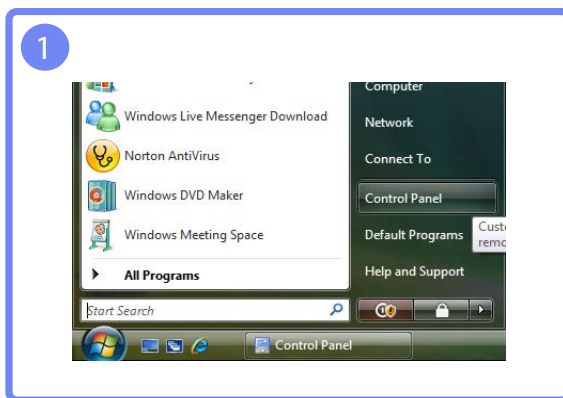 1
Computer
Windows Live Messenger Download
Network
Norton AntiVirus
Connect To
Windows DVD Maker
Control Panel
Windows Meeting Space
Default Programs
All Programs
Help and Support
Start Search
Control Panel